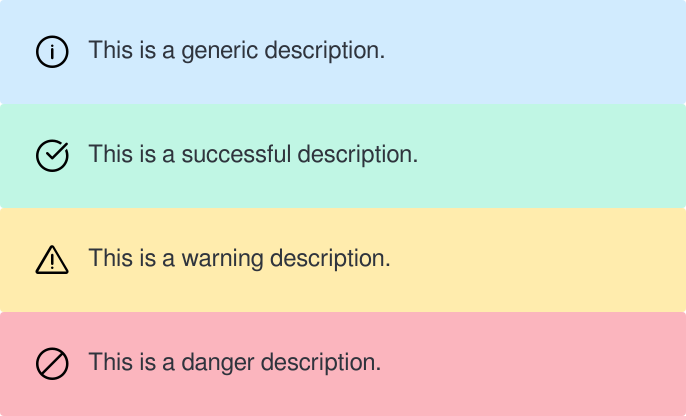 This is a generic description.
This is a successful description.
This is a warning description.
This is a danger description.